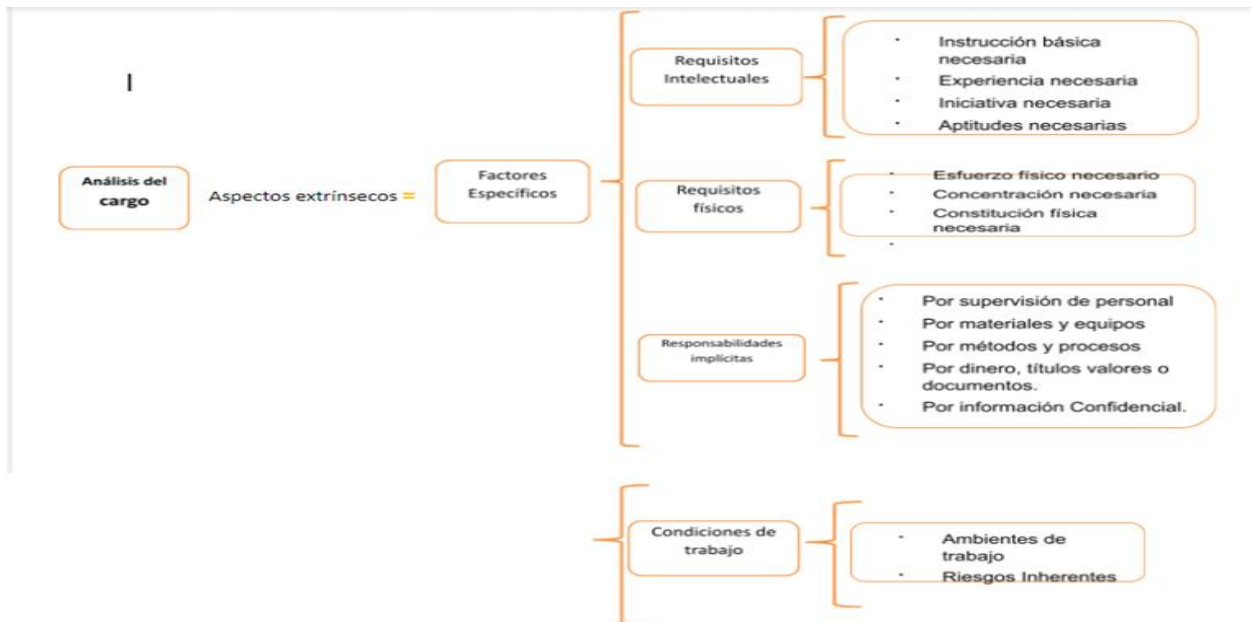 Análisis del
cargo
Aspectos extrínsecos =
Factores
Específicos
Requisitos
Intelectuales
· Instrucción básica
necesaria
· Experiencia necesaria
· Iniciativa necesaria
· Aptitudes necesarias
Requisitos
físicos
· Esfuerzo físico necesario
· Concentración necesaria
· Constitución física
necesaria
·
Responsabilidades
implícitas
· Por supervisión de personal
· Por materiales y equipos
· Por métodos y procesos
· Por dinero, títulos valores o
documentos.
· Por información Confidencial.
Condiciones de
trabajo
· Ambientes de
trabajo
· Riesgos Inherentes